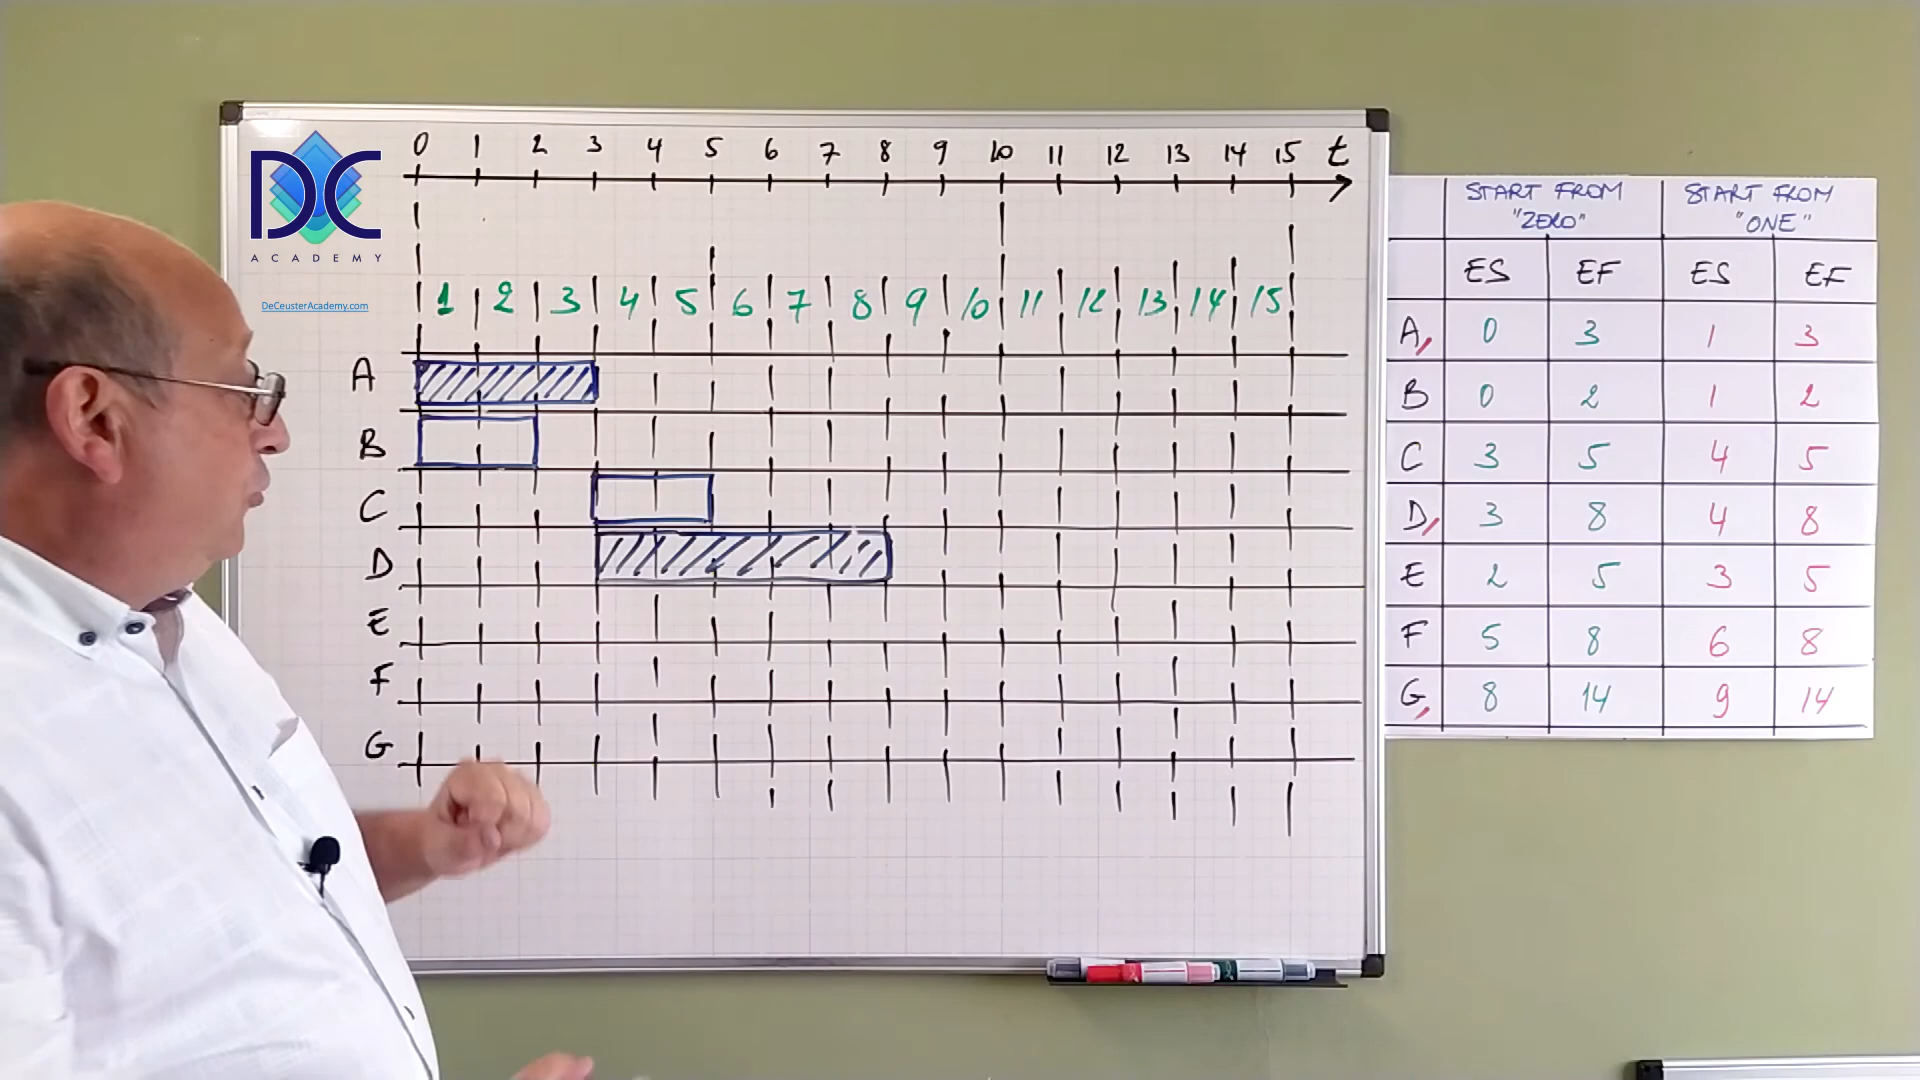 0 1 2 3 4 5 6 7 8 9 10 11 12 13 14 15 t
DC
ACADEMY
DeCeusterAcademy.com
1 2 3 4 5 6 7 8 9 10 11 12 13 14 15
A
B
C
D
E
F
G
START FROM "ZERO" START FROM "ONE"
ES EF ES EF
A, 0 3 1 3
B 0 2 1 2
C 3 5 4 5
D, 3 8 4 8
E 2 5 3 5
F 5 8 6 8
G, 8 14 9 14